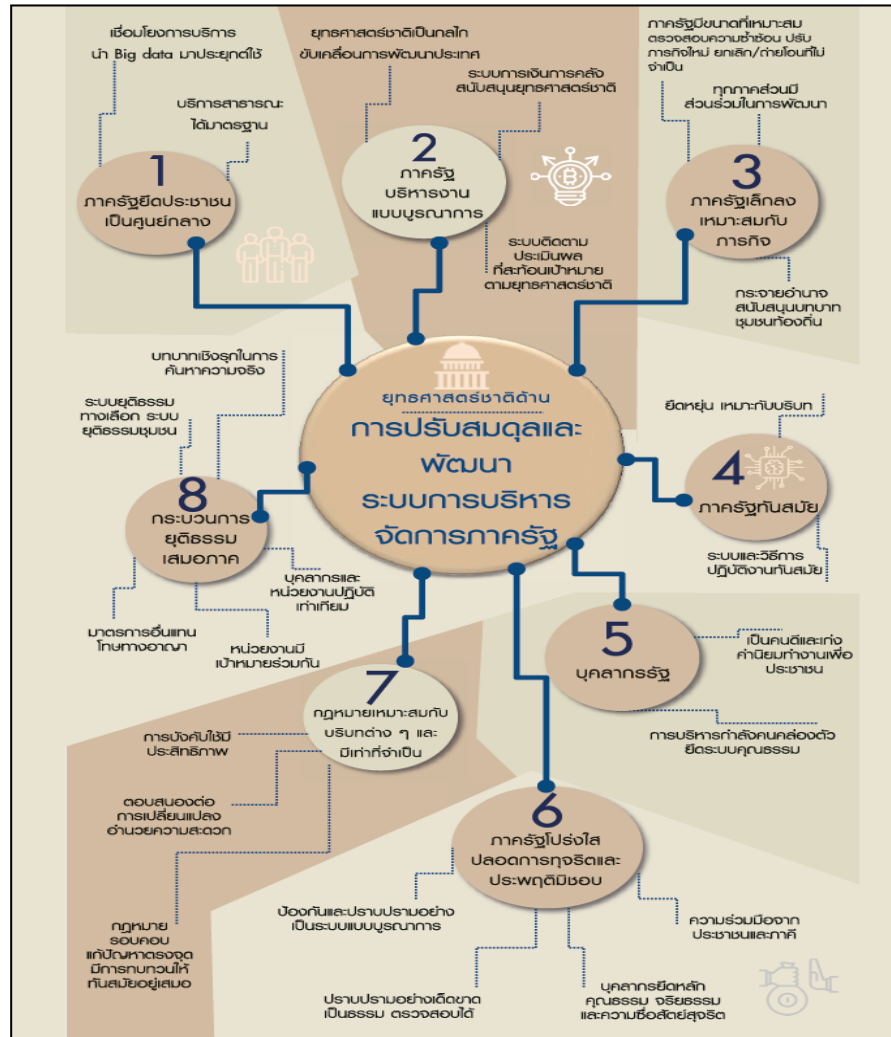 เชื่อมโยงการบริการ
นำ Big data มาประยุกต์ใช้
บริการสาธารณะ
ได้มาตรฐาน
1
ภาครัฐยึดประชาชน
เป็นศูนย์กลาง
ยุทธศาสตร์ชาติเป็นกลไก
ขับเคลื่อนการพัฒนาประเทศ
ระบบการเงินการคลัง
สนับสนุนยุทธศาสตร์ชาติ
2
ภาครัฐ
บริหารงาน
แบบบูรณาการ
ระบบติดตาม
ประเมินผล
ที่สะท้อนเป้าหมาย
ตามยุทธศาสตร์ชาติ
ภาครัฐมีขนาดที่เหมาะสม
ตรวจสอบความซ้ำซ้อน ปรับ
ภารกิจใหม่ ยกเลิก/ถ่ายโอนที่ไม่
จำเป็น
ทุกภาคส่วนมี
ส่วนร่วมในการพัฒนา
3
ภาครัฐเล็กลง
เหมาะสมกับ
ภารกิจ
กระจายอำนาจ
สนับสนุนบทบาท
ชุมชนท้องถิ่น
ยุทธศาสตร์ชาติด้าน
การปรับสมดุลและ
พัฒนา
ระบบการบริหาร
จัดการภาครัฐ
ยืดหยุ่น เหมาะกับบริบท
4
ภาครัฐทันสมัย
ระบบและวิธีการ
ปฏิบัติงานทันสมัย
5
บุคลากรรัฐ
เป็นคนดีและเก่ง
ค่านิยมทำงานเพื่อ
ประชาชน
การบริหารกำลังคนคล่องตัว
ยึดระบบคุณธรรม
6
ภาครัฐโปร่งใส
ปลอดการทุจริตและ
ประพฤติมิชอบ
ป้องกันและปราบปรามอย่าง
เป็นระบบแบบบูรณาการ
ความร่วมมือจาก
ประชาชนและภาคี
ปราบปรามอย่างเด็ดขาด
เป็นธรรม ตรวจสอบได้
บุคลากรยึดหลัก
คุณธรรม จริยธรรม
และความซื่อสัตย์สุจริต
7
กฎหมายเหมาะสมกับ
บริบทต่าง ๆ และ
มีเท่าที่จำเป็น
การบังคับใช้มี
ประสิทธิภาพ
ตอบสนองต่อ
การเปลี่ยนแปลง
อำนวยความสะดวก
กฎหมาย
รอบคอบ
แก้ปัญหาตรงจุด
มีการทบทวนให้
ทันสมัยอยู่เสมอ
บทบาทเชิงรุกในการ
ค้นหาความจริง
ระบบยุติธรรม
ทางเลือก ระบบ
ยุติธรรมชุมชน
8
กระบวนการ
ยุติธรรม
เสมอภาค
บุคลากรและ
หน่วยงานปฏิบัติ
เท่าเทียม
มาตรการอื่นแทน
โทษทางอาญา
หน่วยงานมี
เป้าหมายร่วมกัน